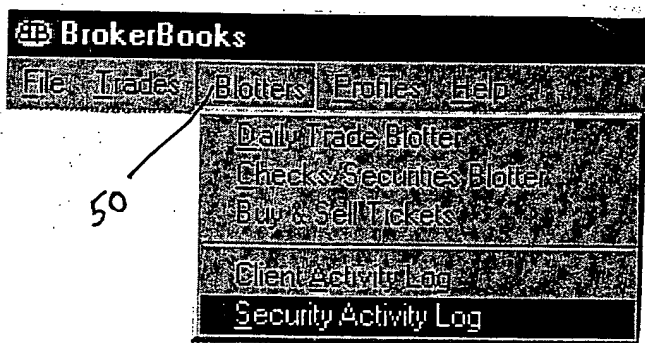 BB BrokerBooks
File Trades Blotters Profiles Help
Daily Trade Blotter
Checks/Securities Blotter
Buy & Sell Tickets
Client Activity Log
Security Activity Log
50